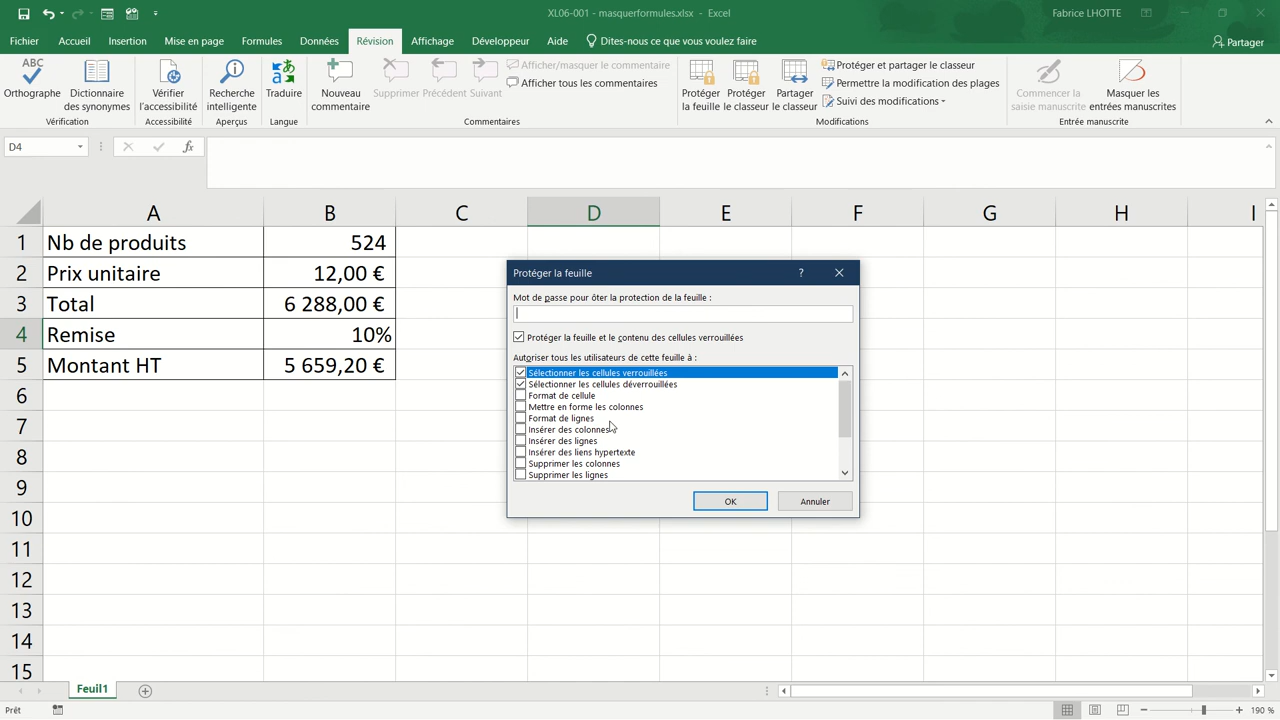 XL06-001 - masquerformules.xlsx - Excel
Fabrice LHOTTE
Fichier Accueil Insertion Mise en page Formules Données Révision Affichage Développeur Aide Dites-nous ce que vous voulez faire Partager
Orthographe
Dictionnaire des synonymes
Vérification
Vérifier l'accessibilité
Accessibilité
Recherche intelligente
Aperçus
Traduire
Langue
Nouveau commentaire
Supprimer
Précédent
Suivant
Afficher/masquer le commentaire
Afficher tous les commentaires
Commentaires
Protéger la feuille
Protéger le classeur
Partager le classeur
Protéger et partager le classeur
Permettre la modification des plages
Suivi des modifications
Modifications
Commencer la saisie manuscrite
Masquer les entrées manuscrites
Entrée manuscrite
D4
fx
A B C D E F G H I
1 Nb de produits 524
2 Prix unitaire 12,00 €
3 Total 6 288,00 €
4 Remise 10%
5 Montant HT 5 659,20 €
6
7
8
9
10
11
12
13
14
15
Protéger la feuille ?
Mot de passe pour ôter la protection de la feuille :
Protéger la feuille et le contenu des cellules verrouillées
Autoriser tous les utilisateurs de cette feuille à :
Sélectionner les cellules verrouillées
Sélectionner les cellules déverrouillées
Format de cellule
Mettre en forme les colonnes
Format de lignes
Insérer des colonnes
Insérer des lignes
Insérer des liens hypertexte
Supprimer les colonnes
Supprimer les lignes
OK Annuler
Feuil1
Prêt
190 %